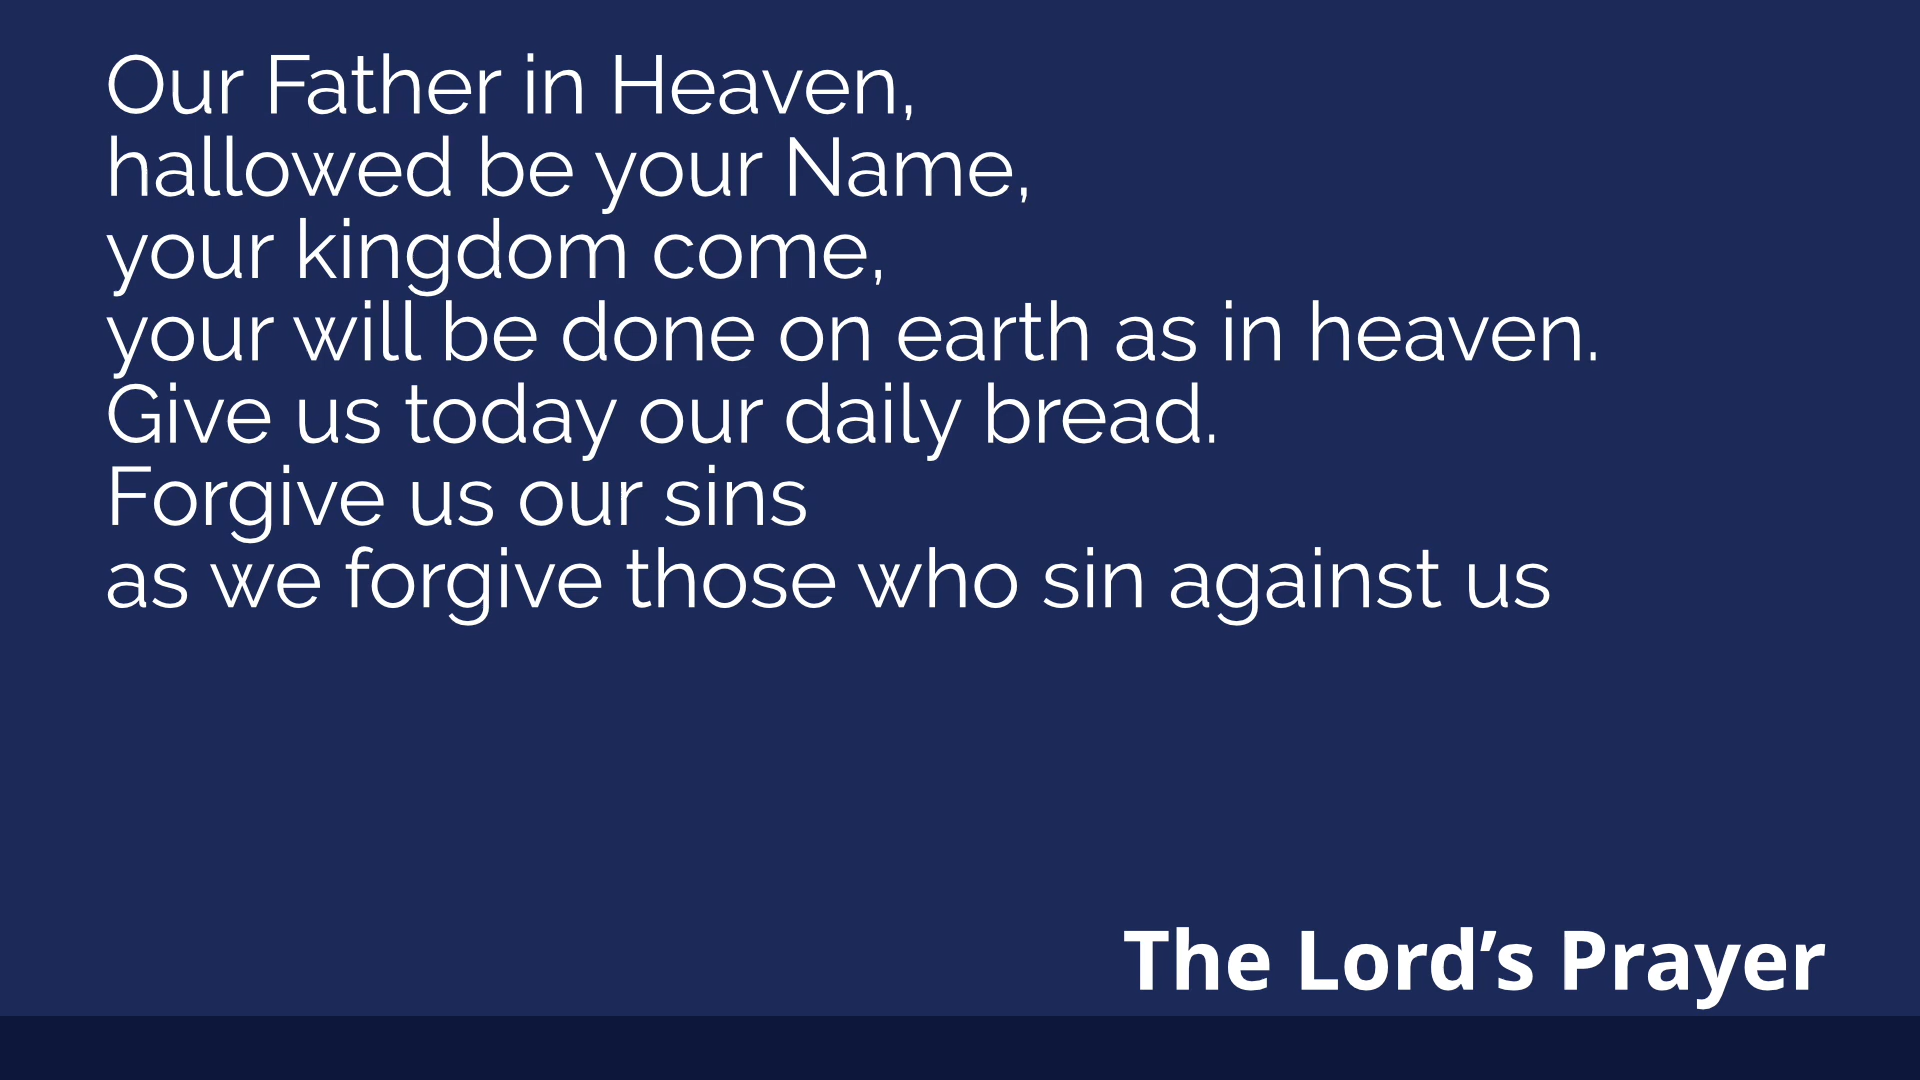 Our Father in Heaven,
hallowed be your Name,
your kingdom come,
your will be done on earth as in heaven.
Give us today our daily bread.
Forgive us our sins
as we forgive those who sin against us
The Lord’s Prayer